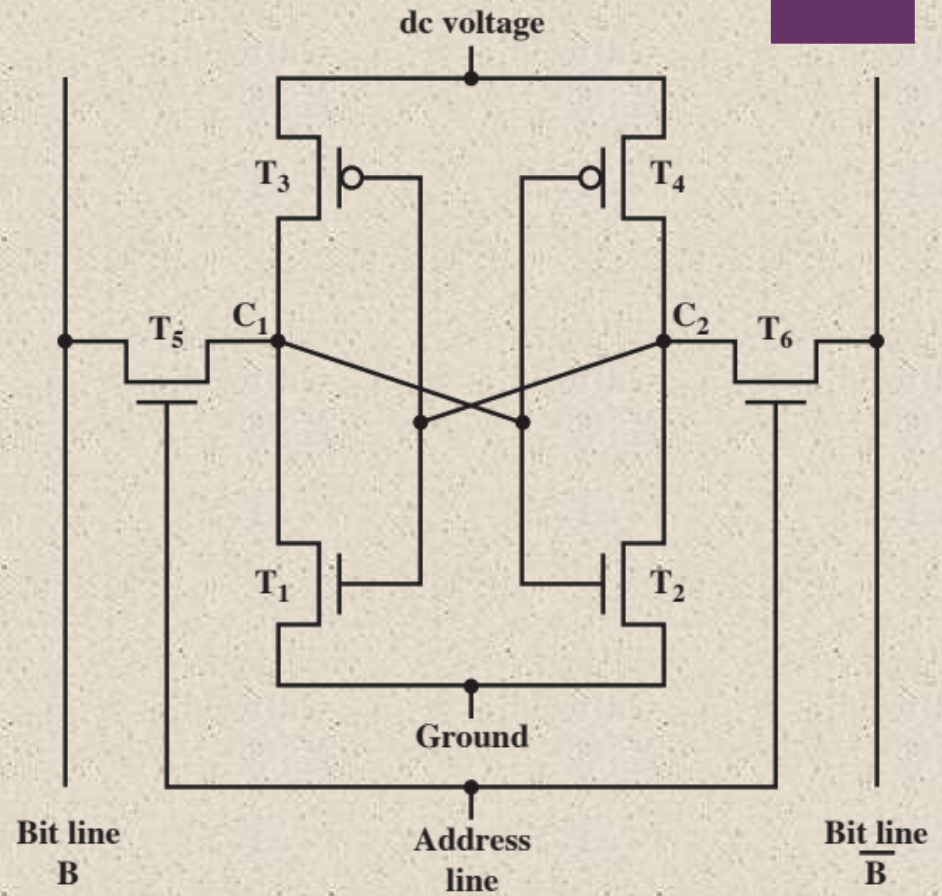 dc voltage
T3
T4
T5
C1
C2
T6
T1
T2
Ground
Bit line
B
Address
line
Bit line
B̅